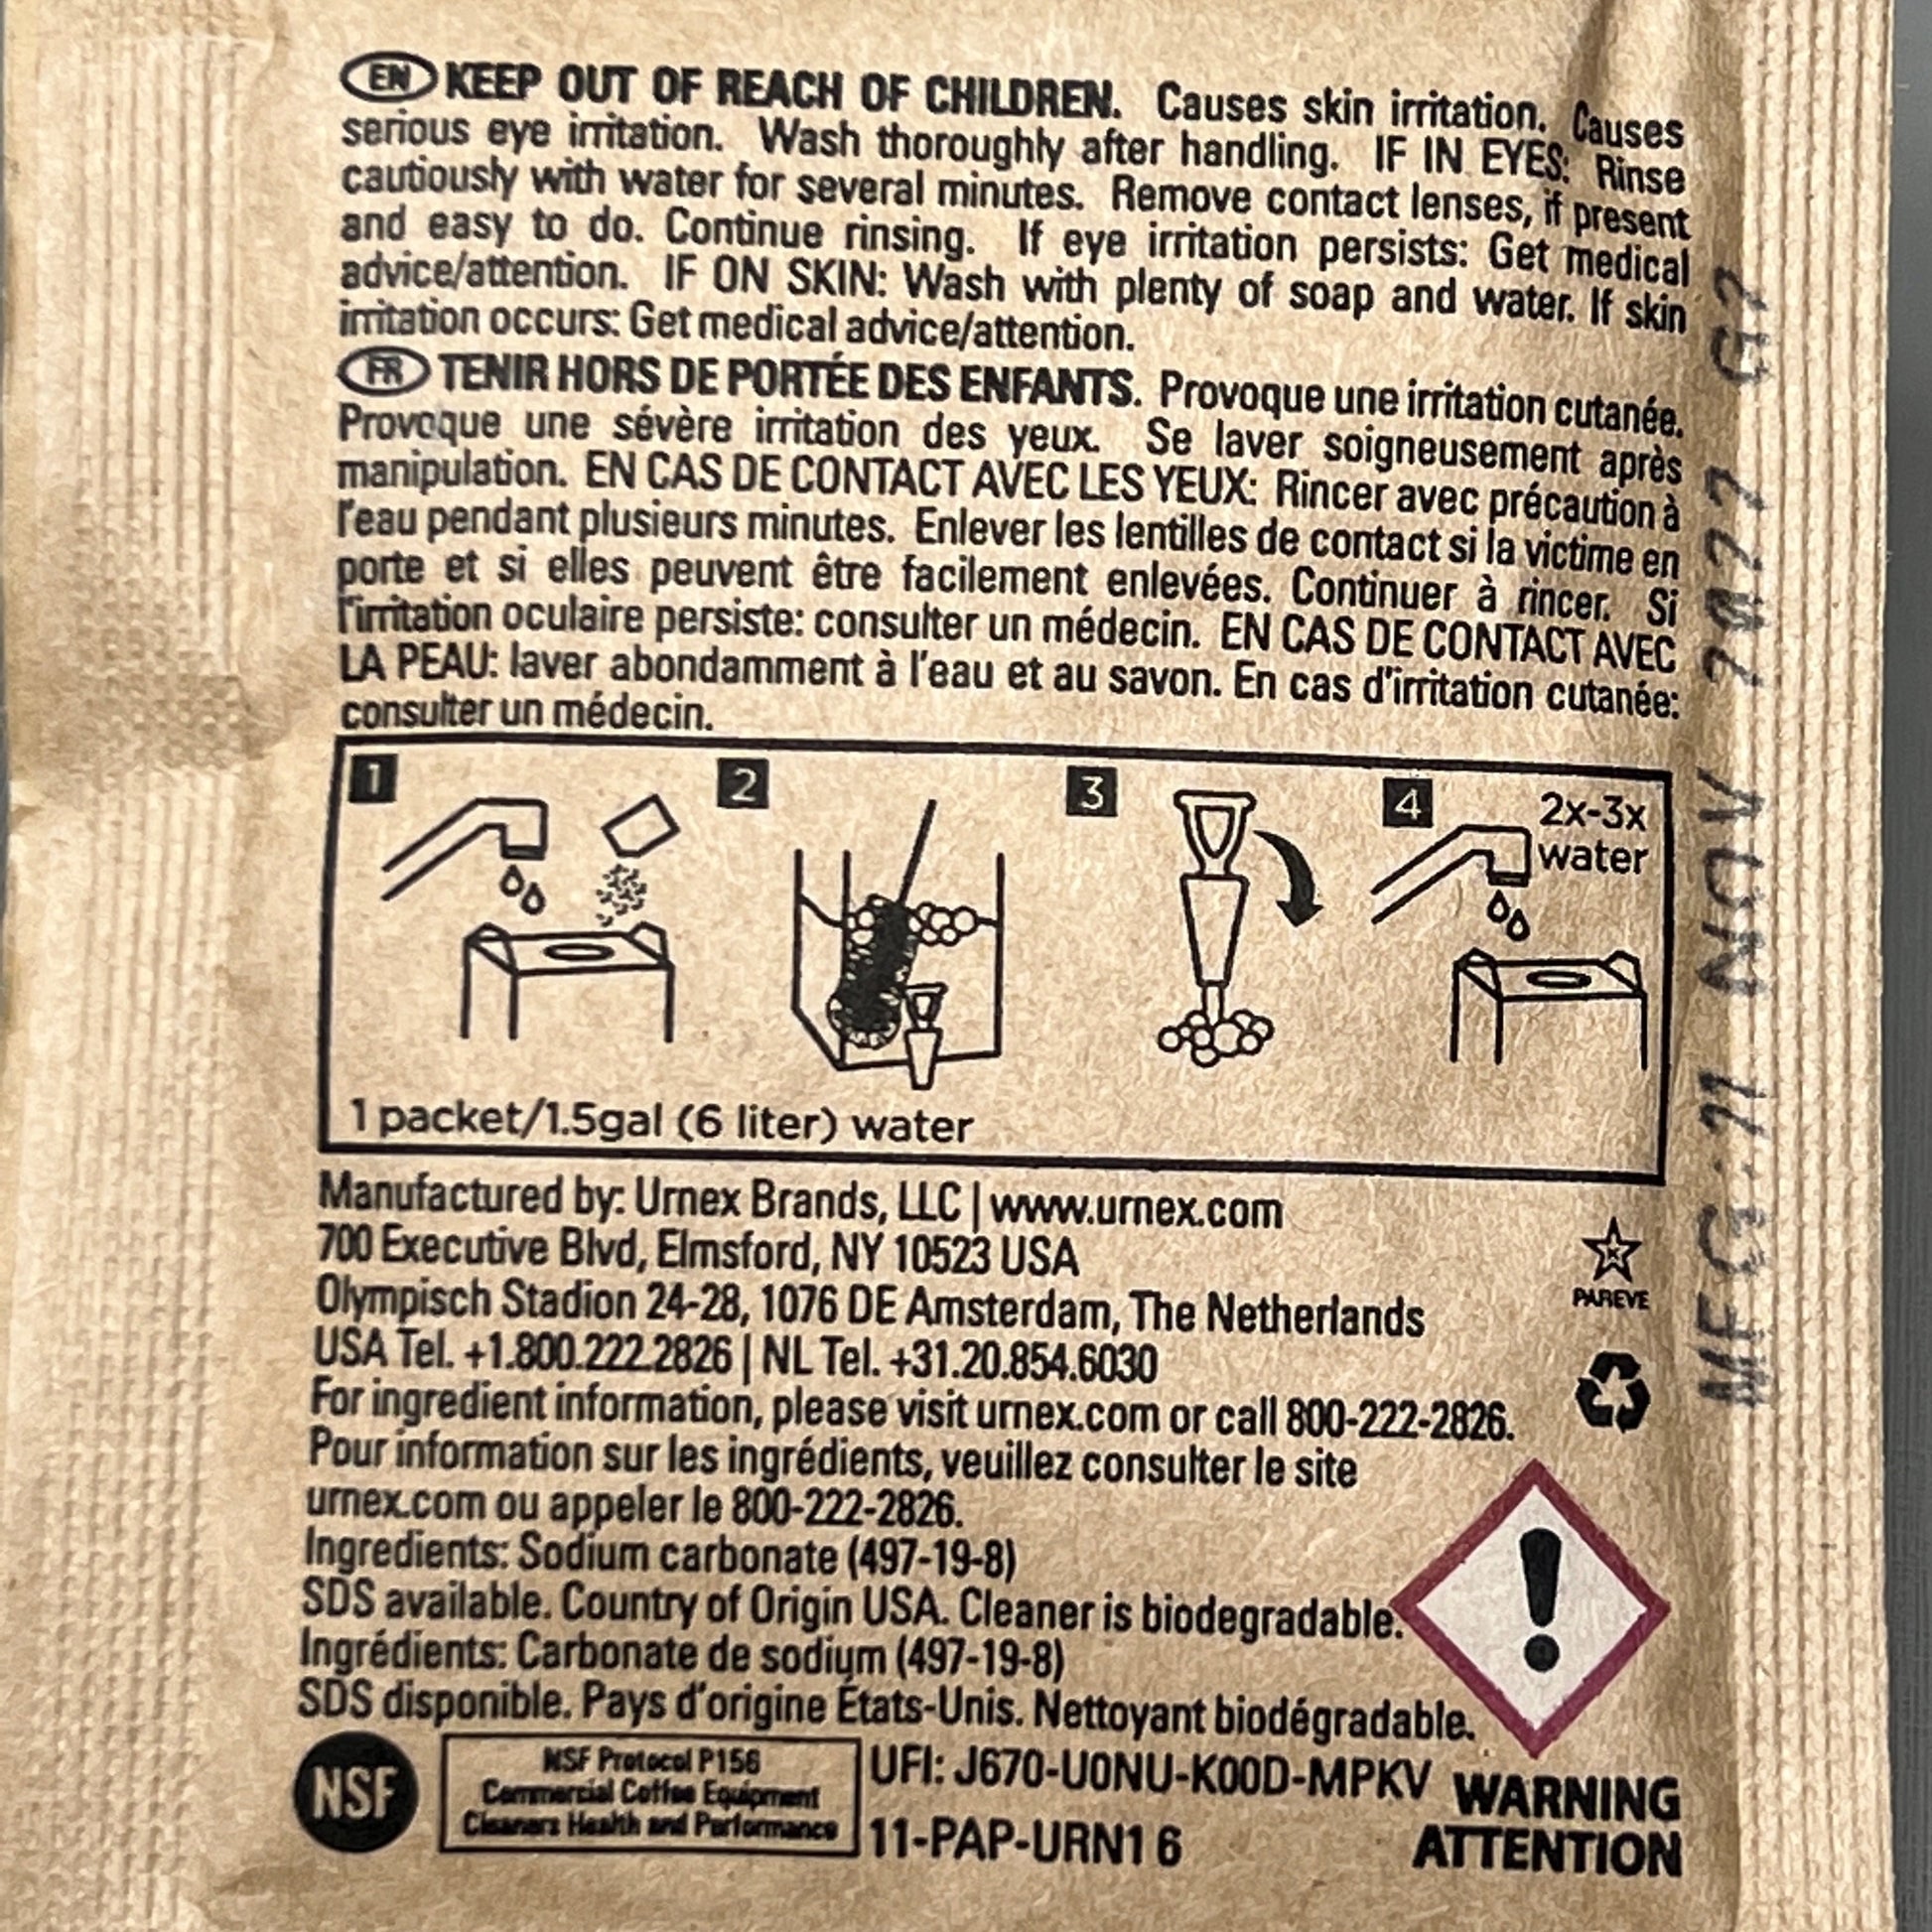 EN KEEP OUT OF REACH OF CHILDREN. Causes skin irritation. Causes
serious eye irritation. Wash thoroughly after handling. IF IN EYES: Rinse
cautiously with water for several minutes. Remove contact lenses, if present
and easy to do. Continue rinsing. If eye irritation persists: Get medical
advice/attention. IF ON SKIN: Wash with plenty of soap and water. If skin
irritation occurs: Get medical advice/attention.
FR TENIR HORS DE PORTÉE DES ENFANTS. Provoque une irritation cutanée.
Provoque une sévère irritation des yeux. Se laver soigneusement après
manipulation. EN CAS DE CONTACT AVEC LES YEUX: Rincer avec précaution à
l'eau pendant plusieurs minutes. Enlever les lentilles de contact si la victime en
porte et si elles peuvent être facilement enlevées. Continuer à rincer. Si
l'irritation oculaire persiste: consulter un médecin. EN CAS DE CONTACT AVEC
LA PEAU: laver abondamment à l'eau et au savon. En cas d'irritation cutanée:
consulter un médecin.
1
2
3
4
2x-3x
water
1 packet/1.5gal (6 liter) water
Manufactured by: Urnex Brands, LLC | www.urnex.com
700 Executive Blvd, Elmsford, NY 10523 USA
Olympisch Stadion 24-28, 1076 DE Amsterdam, The Netherlands
USA Tel. +1.800.222.2826 | NL Tel. +31.20.854.6030
For ingredient information, please visit urnex.com or call 800-222-2826.
Pour information sur les ingrédients, veuillez consulter le site
urnex.com ou appeler le 800-222-2826.
Ingredients: Sodium carbonate (497-19-8)
SDS available. Country of Origin USA. Cleaner is biodegradable.
Ingrédients: Carbonate de sodium (497-19-8)
SDS disponible. Pays d'origine États-Unis. Nettoyant biodégradable.
K
PAREVE
NSF
NSF Protocol P156
Commercial Coffee Equipment
Cleaners Health and Performance
UFI: J670-U0NU-K00D-MPKV
11-PAP-URN1 6
WARNING
ATTENTION
MFG: NOV